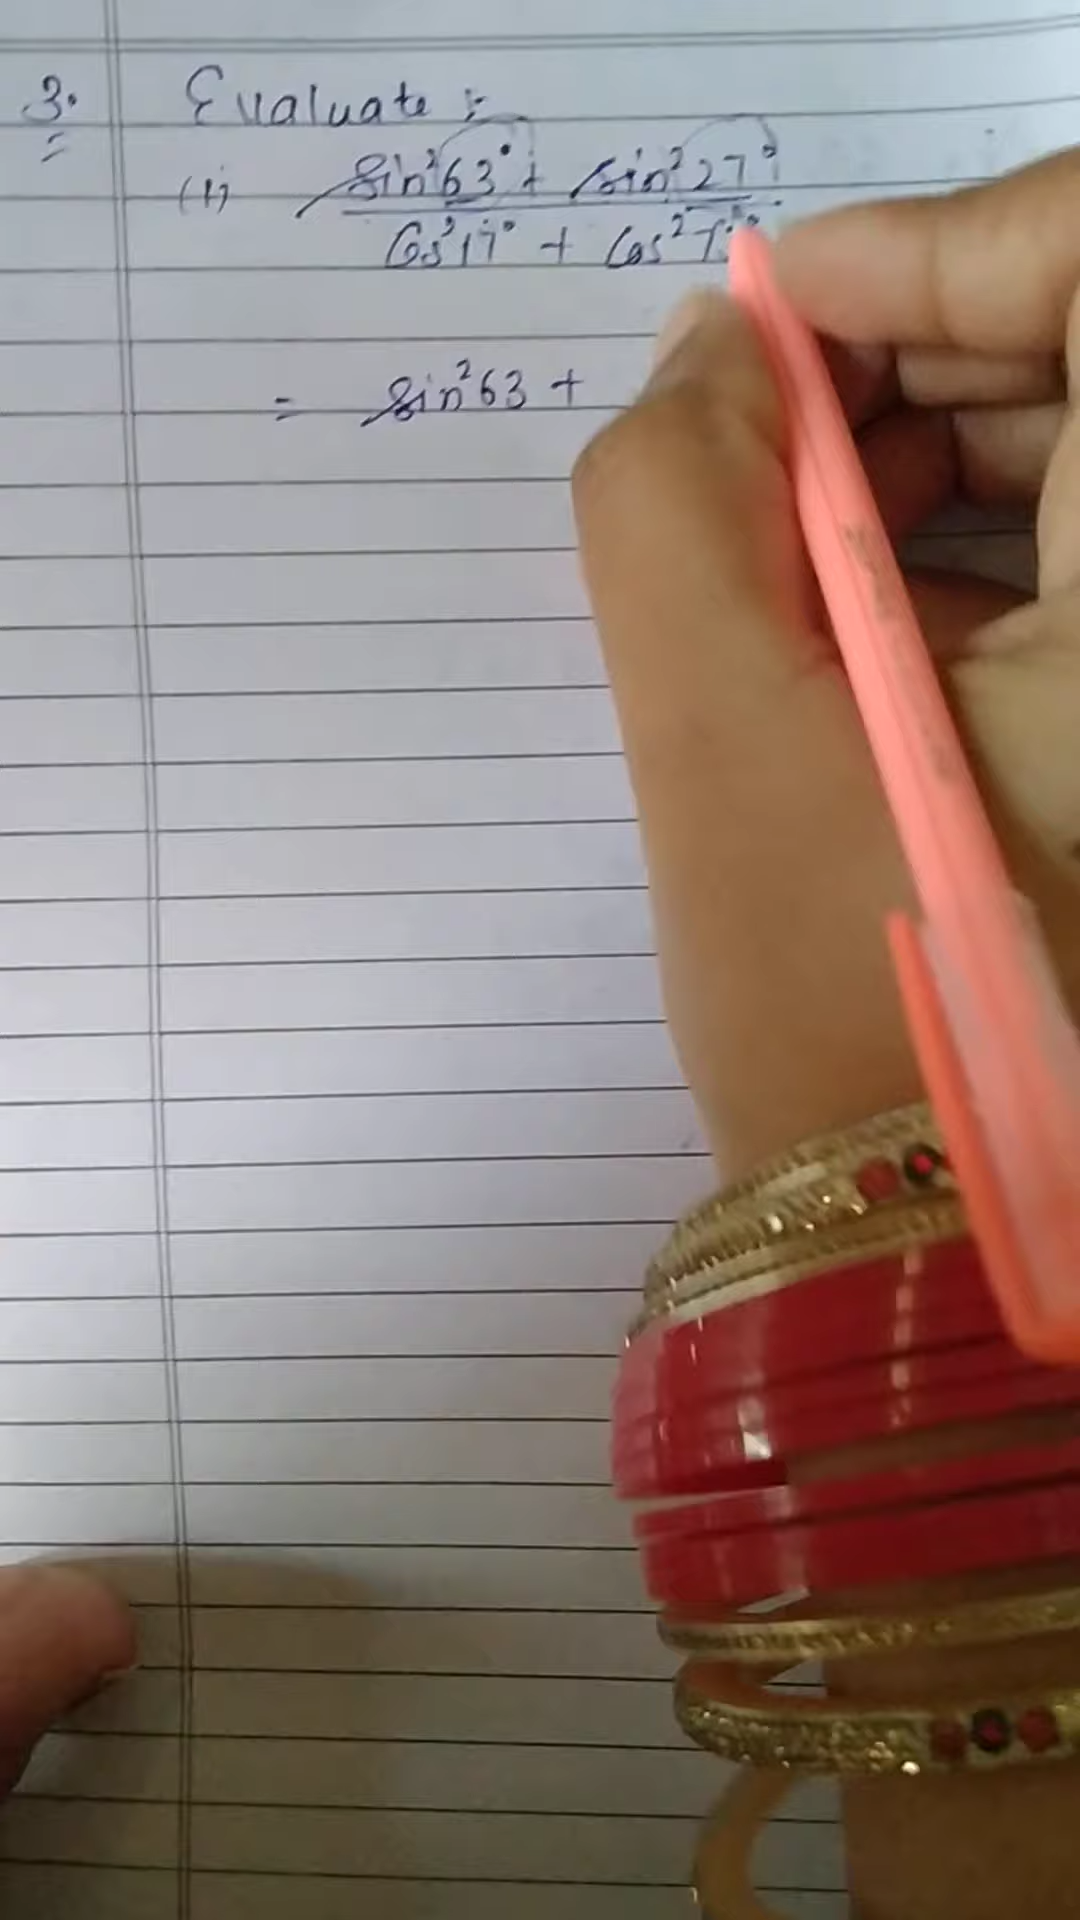 3. Evaluate :-
(i) sin²63° + sin²27°
Cos²17° + Cos²
= sin²63 +